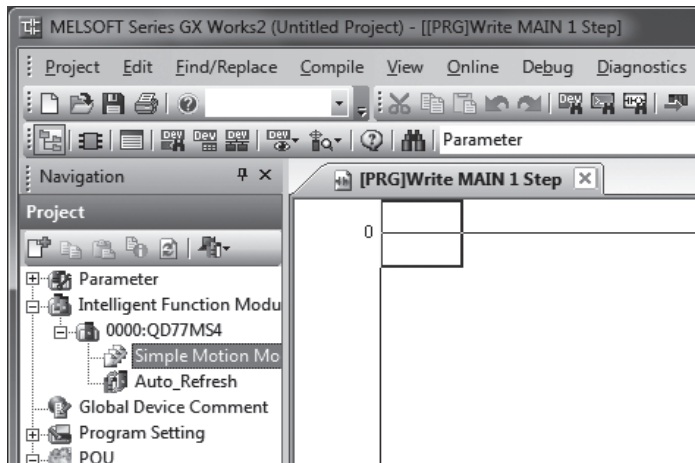 MELSOFT Series GX Works2 (Untitled Project) - [[PRG]Write MAIN 1 Step]
Project Edit Find/Replace Compile View Online Debug Diagnostics
Parameter
Navigation
[PRG]Write MAIN 1 Step
Project
0
Parameter
Intelligent Function Modu
0000:QD77MS4
Simple Motion Mo
Auto_Refresh
Global Device Comment
Program Setting
POU